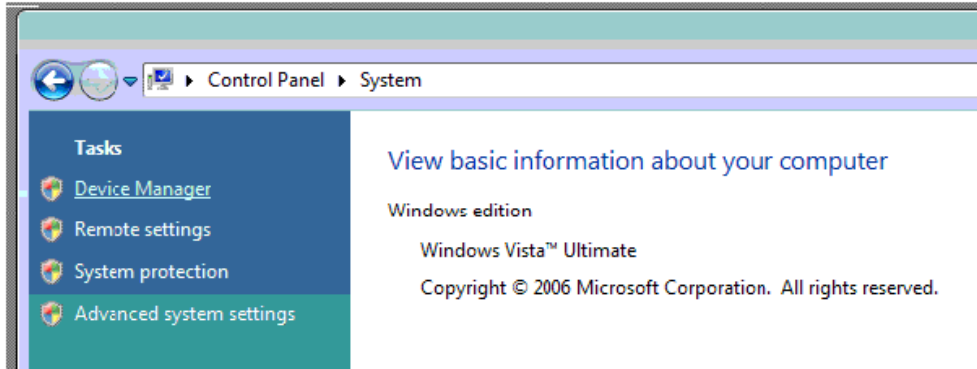 Control Panel ▸ System
Tasks
Device Manager
Remote settings
System protection
Advanced system settings
View basic information about your computer
Windows edition
Windows Vista™ Ultimate
Copyright © 2006 Microsoft Corporation. All rights reserved.